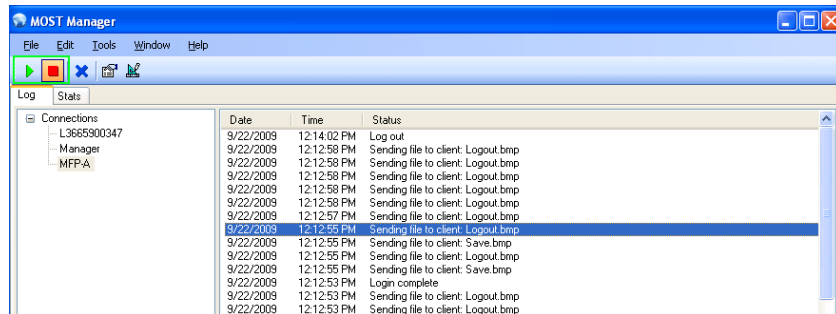 MOST Manager
File Edit Tools Window Help
Log Stats
Connections
L3665900347
Manager
MFP-A
Date Time Status
9/22/2009 12:14:02 PM Log out
9/22/2009 12:12:58 PM Sending file to client: Logout.bmp
9/22/2009 12:12:58 PM Sending file to client: Logout.bmp
9/22/2009 12:12:58 PM Sending file to client: Logout.bmp
9/22/2009 12:12:58 PM Sending file to client: Logout.bmp
9/22/2009 12:12:58 PM Sending file to client: Logout.bmp
9/22/2009 12:12:57 PM Sending file to client: Logout.bmp
9/22/2009 12:12:55 PM Sending file to client: Logout.bmp
9/22/2009 12:12:55 PM Sending file to client: Save.bmp
9/22/2009 12:12:55 PM Sending file to client: Logout.bmp
9/22/2009 12:12:55 PM Sending file to client: Save.bmp
9/22/2009 12:12:53 PM Login complete
9/22/2009 12:12:53 PM Sending file to client: Logout.bmp
9/22/2009 12:12:53 PM Sending file to client: Logout.bmp